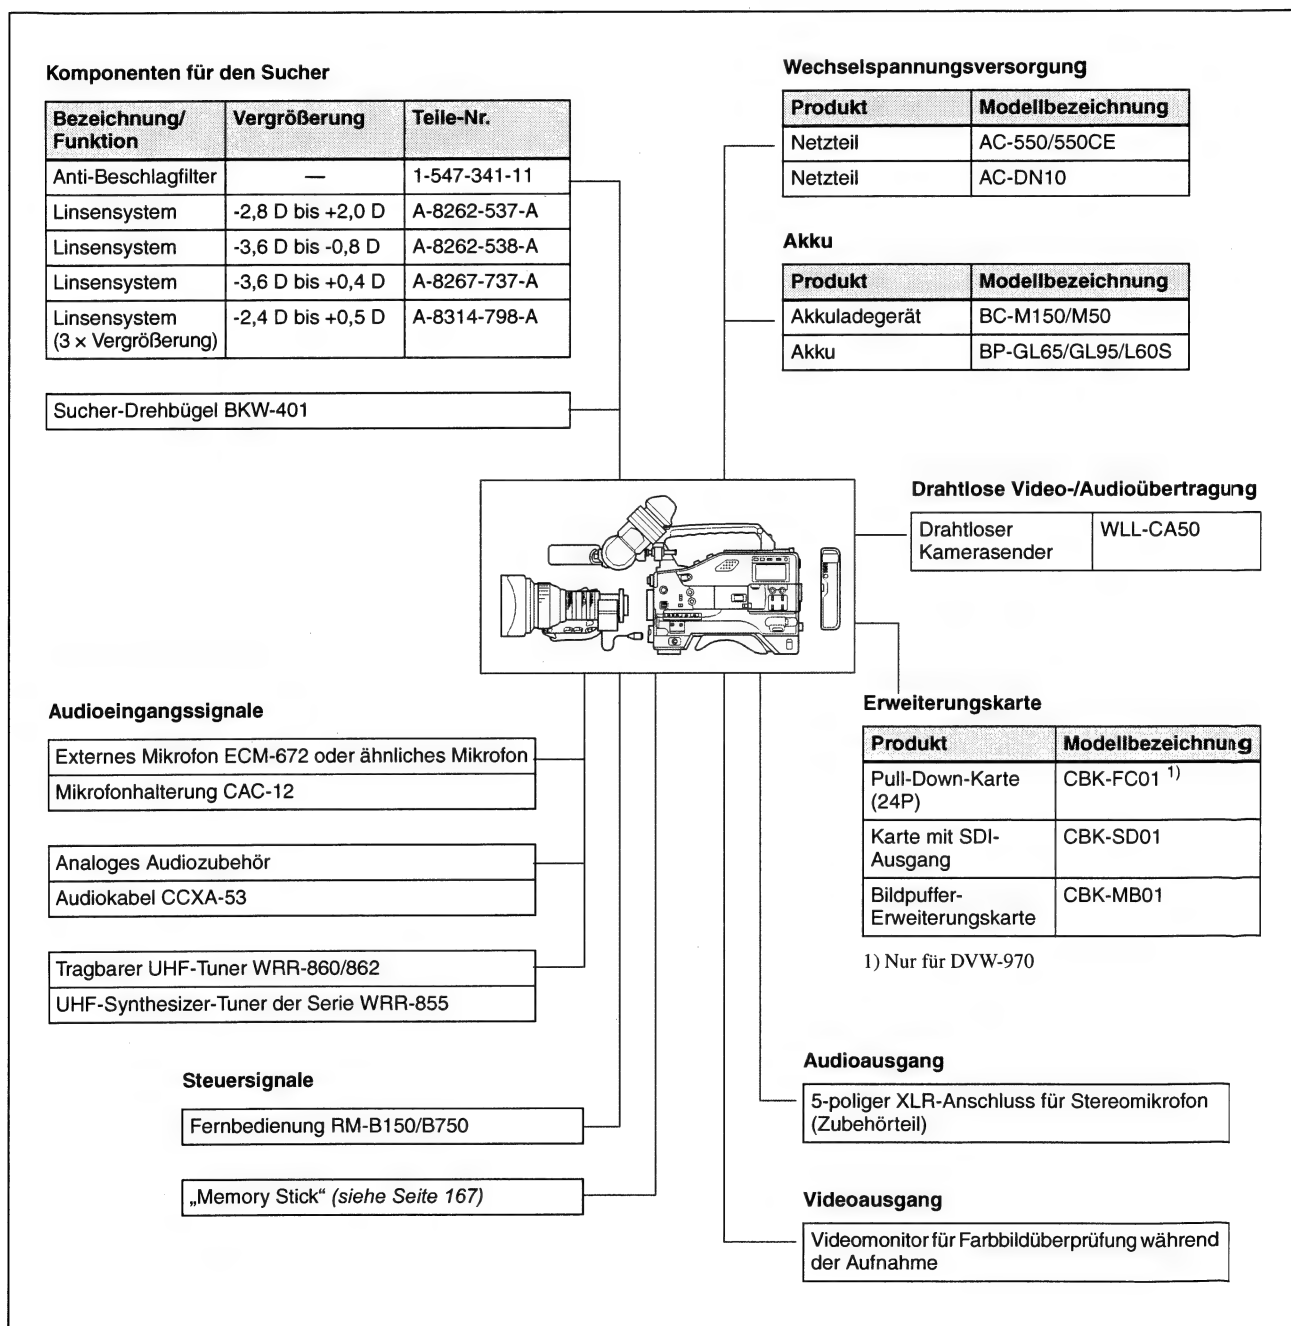 Komponenten für den Sucher
Bezeichnung/ Vergrößerung Teile-Nr.
Funktion
Anti-Beschlagfilter — 1-547-341-11
Linsensystem -2,8 D bis +2,0 D A-8262-537-A
Linsensystem -3,6 D bis -0,8 D A-8262-538-A
Linsensystem -3,6 D bis +0,4 D A-8267-737-A
Linsensystem -2,4 D bis +0,5 D A-8314-798-A
(3 x Vergrößerung)
Sucher-Drehbügel BKW-401
Wechselspannungsversorgung
Produkt Modellbezeichnung
Netzteil AC-550/550CE
Netzteil AC-DN10
Akku
Produkt Modellbezeichnung
Akkuladegerät BC-M150/M50
Akku BP-GL65/GL95/L60S
Drahtlose Video-/Audioübertragung
Drahtloser WLL-CA50
Kamerasender
Audioeingangssignale
Externes Mikrofon ECM-672 oder ähnliches Mikrofon
Mikrofonhalterung CAC-12
Analoges Audiozubehör
Audiokabel CCXA-53
Tragbarer UHF-Tuner WRR-860/862
UHF-Synthesizer-Tuner der Serie WRR-855
Erweiterungskarte
Produkt Modellbezeichnung
Pull-Down-Karte CBK-FC01 1)
(24P)
Karte mit SDI- CBK-SD01
Ausgang
Bildpuffer- CBK-MB01
Erweiterungskarte
1) Nur für DVW-970
Steuersignale
Fernbedienung RM-B150/B750
„Memory Stick“ (siehe Seite 167)
Audioausgang
5-poliger XLR-Anschluss für Stereomikrofon
(Zubehörteil)
Videoausgang
Videomonitor für Farbbildüberprüfung während
der Aufnahme